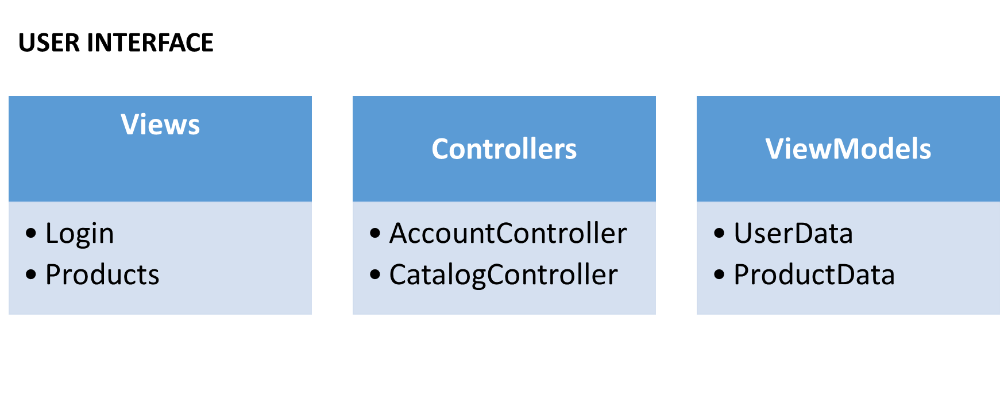 USER INTERFACE
Views
• Login
• Products
Controllers
• AccountController
• CatalogController
ViewModels
• UserData
• ProductData